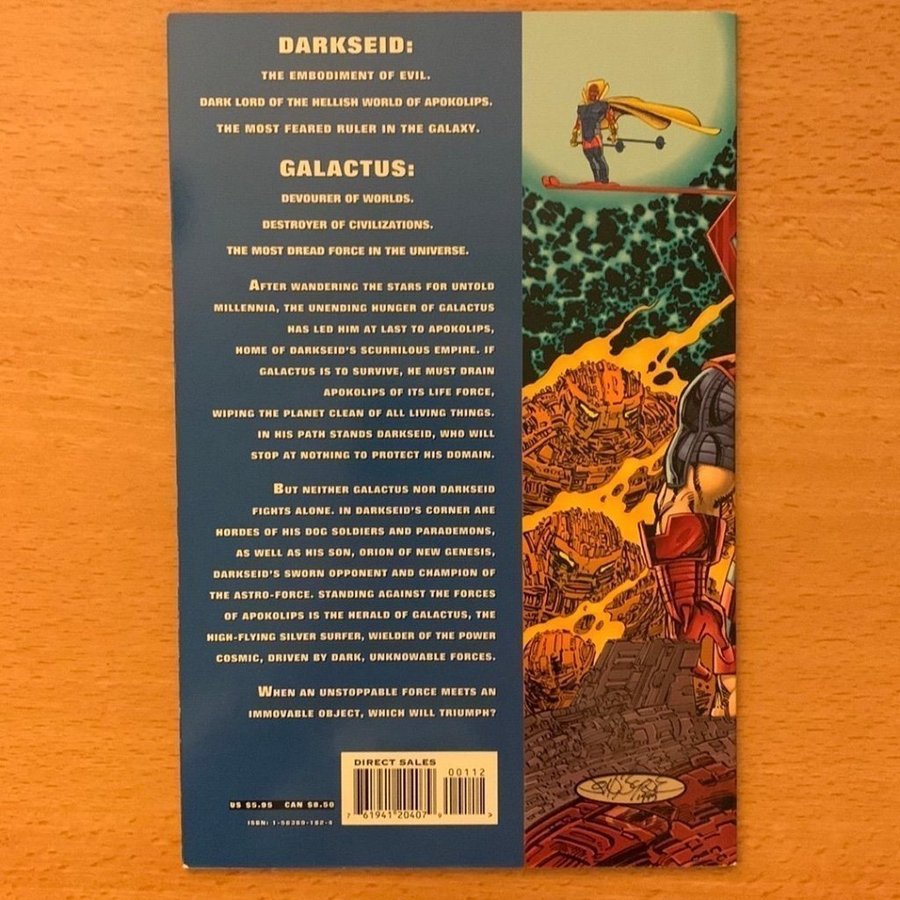 DARKSEID:
THE EMBODIMENT OF EVIL.
DARK LORD OF THE HELLISH WORLD OF APOKOLIPS.
THE MOST FEARED RULER IN THE GALAXY.
GALACTUS:
DEVOURER OF WORLDS.
DESTROYER OF CIVILIZATIONS.
THE MOST DREAD FORCE IN THE UNIVERSE.
AFTER WANDERING THE STARS FOR UNTOLD
MILLENNIA, THE UNENDING HUNGER OF GALACTUS
HAS LED HIM AT LAST TO APOKOLIPS,
HOME OF DARKSEID'S SCURRILOUS EMPIRE. IF
GALACTUS IS TO SURVIVE, HE MUST DRAIN
APOKOLIPS OF ITS LIFE FORCE,
WIPING THE PLANET CLEAN OF ALL LIVING THINGS.
IN HIS PATH STANDS DARKSEID, WHO WILL
STOP AT NOTHING TO PROTECT HIS DOMAIN.
BUT NEITHER GALACTUS NOR DARKSEID
FIGHTS ALONE. IN DARKSEID'S CORNER ARE
HORDES OF HIS DOG SOLDIERS AND PARADEMONS,
AS WELL AS HIS SON, ORION OF NEW GENESIS,
DARKSEID'S SWORN OPPONENT AND CHAMPION OF
THE ASTRO-FORCE. STANDING AGAINST THE FORCES
OF APOKOLIPS IS THE HERALD OF GALACTUS, THE
HIGH-FLYING SILVER SURFER, WIELDER OF THE POWER
COSMIC, DRIVEN BY DARK, UNKNOWABLE FORCES.
WHEN AN UNSTOPPABLE FORCE MEETS AN
IMMOVABLE OBJECT, WHICH WILL TRIUMPH?
DIRECT SALES
00112
7 61941 20407 9 >
US $5.95 CAN $8.50
ISBN: 1-56389-182-4